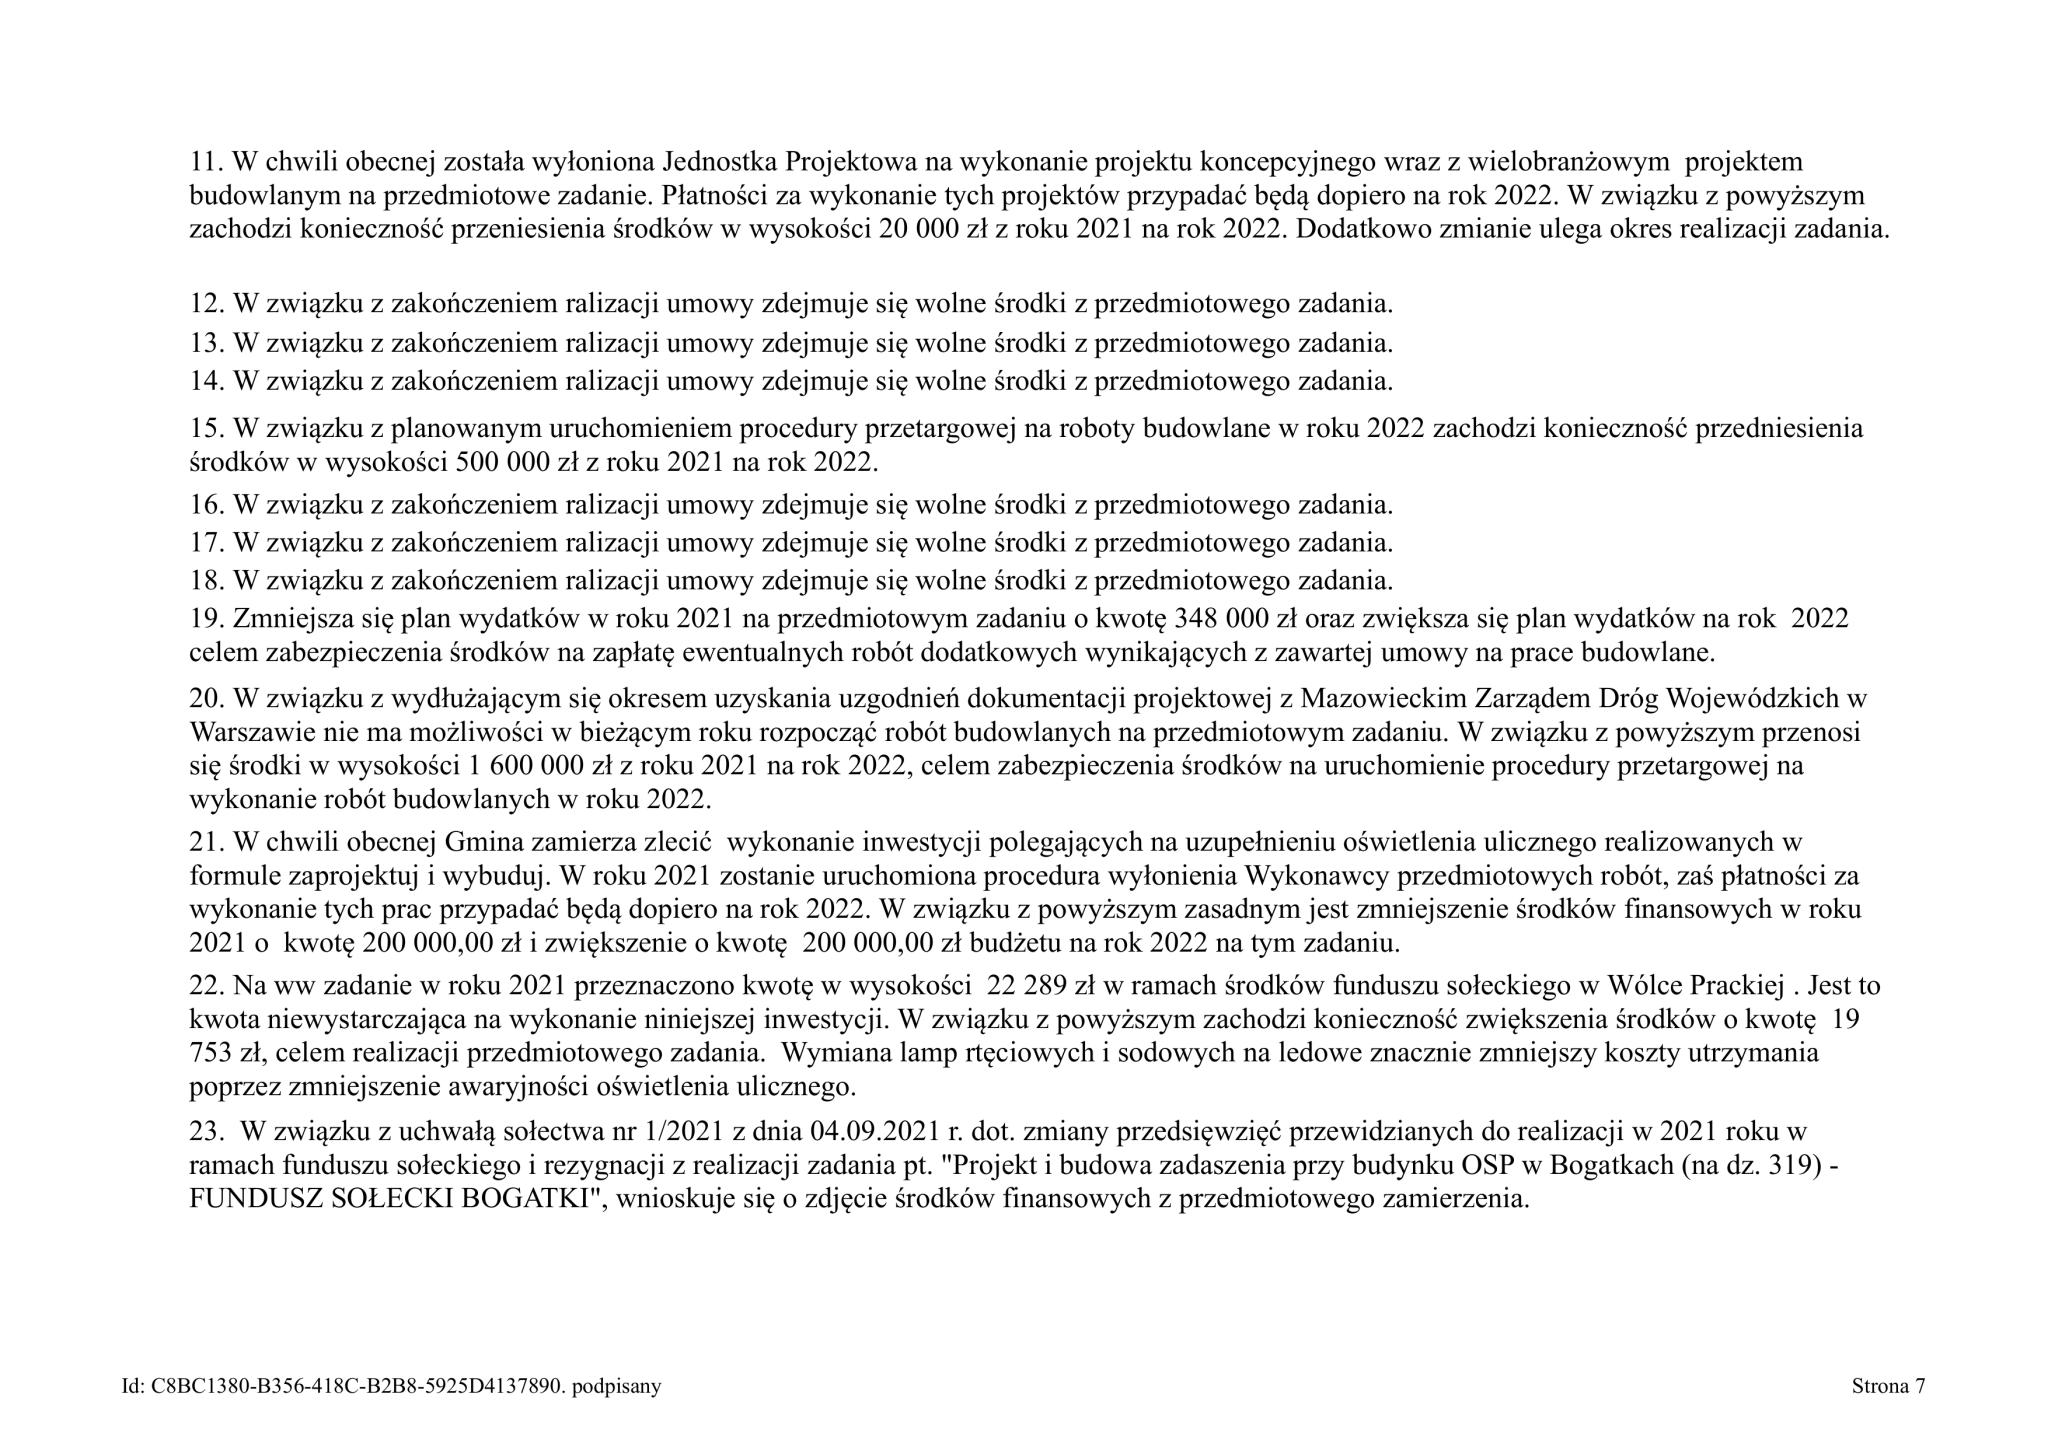 11. W chwili obecnej została wyłoniona Jednostka Projektowa na wykonanie projektu koncepcyjnego wraz z wielobranżowym  projektem
budowlanym na przedmiotowe zadanie. Płatności za wykonanie tych projektów przypadać będą dopiero na rok 2022. W związku z powyższym
zachodzi konieczność przeniesienia środków w wysokości 20 000 zł z roku 2021 na rok 2022. Dodatkowo zmianie ulega okres realizacji zadania.
12. W związku z zakończeniem ralizacji umowy zdejmuje się wolne środki z przedmiotowego zadania.
13. W związku z zakończeniem ralizacji umowy zdejmuje się wolne środki z przedmiotowego zadania.
14. W związku z zakończeniem ralizacji umowy zdejmuje się wolne środki z przedmiotowego zadania.
15. W związku z planowanym uruchomieniem procedury przetargowej na roboty budowlane w roku 2022 zachodzi konieczność przedniesienia
środków w wysokości 500 000 zł z roku 2021 na rok 2022.
16. W związku z zakończeniem ralizacji umowy zdejmuje się wolne środki z przedmiotowego zadania.
17. W związku z zakończeniem ralizacji umowy zdejmuje się wolne środki z przedmiotowego zadania.
18. W związku z zakończeniem ralizacji umowy zdejmuje się wolne środki z przedmiotowego zadania.
19. Zmniejsza się plan wydatków w roku 2021 na przedmiotowym zadaniu o kwotę 348 000 zł oraz zwiększa się plan wydatków na rok  2022
celem zabezpieczenia środków na zapłatę ewentualnych robót dodatkowych wynikających z zawartej umowy na prace budowlane.
20. W związku z wydłużającym się okresem uzyskania uzgodnień dokumentacji projektowej z Mazowieckim Zarządem Dróg Wojewódzkich w
Warszawie nie ma możliwości w bieżącym roku rozpocząć robót budowlanych na przedmiotowym zadaniu. W związku z powyższym przenosi
się środki w wysokości 1 600 000 zł z roku 2021 na rok 2022, celem zabezpieczenia środków na uruchomienie procedury przetargowej na
wykonanie robót budowlanych w roku 2022.
21. W chwili obecnej Gmina zamierza zlecić  wykonanie inwestycji polegających na uzupełnieniu oświetlenia ulicznego realizowanych w
formule zaprojektuj i wybuduj. W roku 2021 zostanie uruchomiona procedura wyłonienia Wykonawcy przedmiotowych robót, zaś płatności za
wykonanie tych prac przypadać będą dopiero na rok 2022. W związku z powyższym zasadnym jest zmniejszenie środków finansowych w roku
2021 o  kwotę 200 000,00 zł i zwiększenie o kwotę  200 000,00 zł budżetu na rok 2022 na tym zadaniu.
22. Na ww zadanie w roku 2021 przeznaczono kwotę w wysokości  22 289 zł w ramach środków funduszu sołeckiego w Wólce Prackiej . Jest to
kwota niewystarczająca na wykonanie niniejszej inwestycji. W związku z powyższym zachodzi konieczność zwiększenia środków o kwotę  19
753 zł, celem realizacji przedmiotowego zadania.  Wymiana lamp rtęciowych i sodowych na ledowe znacznie zmniejszy koszty utrzymania
poprzez zmniejszenie awaryjności oświetlenia ulicznego.
23.  W związku z uchwałą sołectwa nr 1/2021 z dnia 04.09.2021 r. dot. zmiany przedsięwzięć przewidzianych do realizacji w 2021 roku w
ramach funduszu sołeckiego i rezygnacji z realizacji zadania pt. "Projekt i budowa zadaszenia przy budynku OSP w Bogatkach (na dz. 319) -
FUNDUSZ SOŁECKI BOGATKI", wnioskuje się o zdjęcie środków finansowych z przedmiotowego zamierzenia.
Id: C8BC1380-B356-418C-B2B8-5925D4137890. podpisany
Strona 7